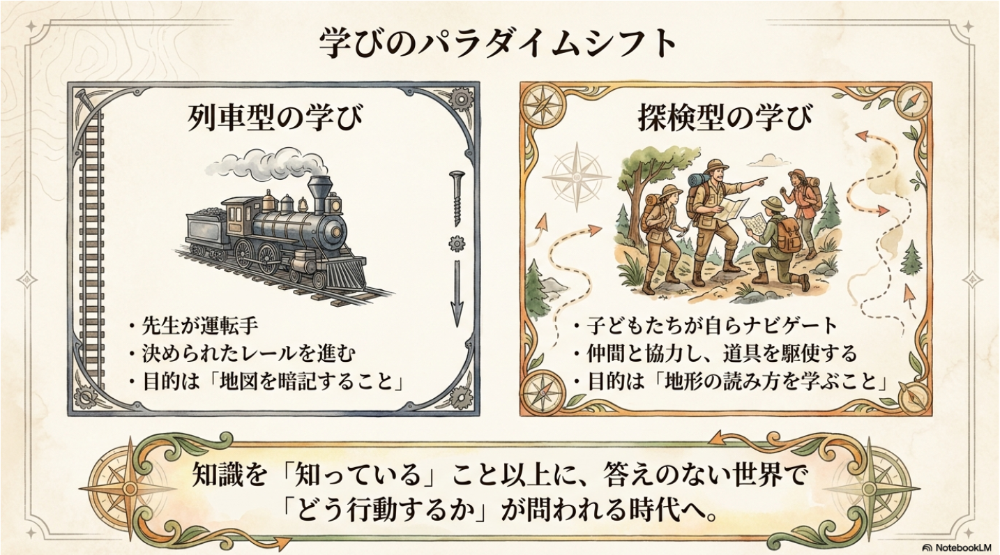 学びのパラダイムシフト
列車型の学び
・先生が運転手
・決められたレールを進む
・目的は「地図を暗記すること」
探検型の学び
・子どもたちが自らナビゲート
・仲間と協力し、道具を駆使する
・目的は「地形の読み方を学ぶこと」
知識を「知っている」こと以上に、答えのない世界で
「どう行動するか」が問われる時代へ。
NotebookLM